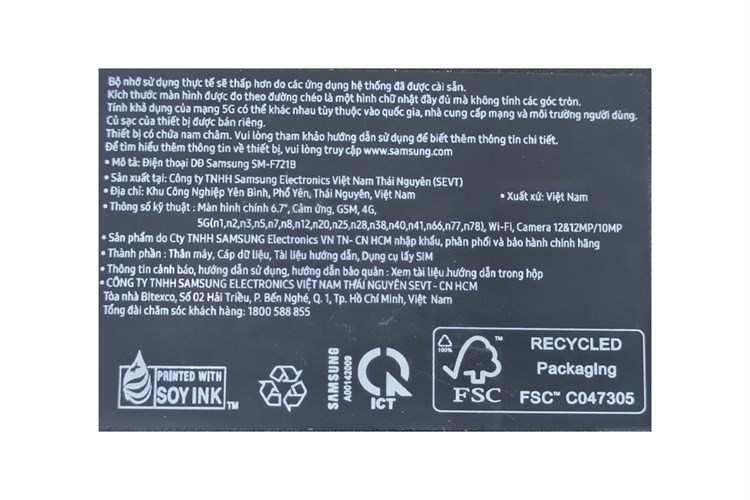 Bộ nhớ sử dụng thực tế sẽ thấp hơn do các ứng dụng hệ thống đã được cài sẵn.
Kích thước màn hình được đo theo đường chéo là một hình chữ nhật đầy đủ mà không tính các góc tròn.
Tính khả dụng của mạng 5G có thể khác nhau tùy thuộc vào quốc gia, nhà cung cấp mạng và môi trường người dùng.
Củ sạc của thiết bị được bán riêng.
Thiết bị có chứa nam châm. Vui lòng tham khảo hướng dẫn sử dụng để biết thêm thông tin chi tiết.
Để tìm hiểu thêm thông tin về thiết bị, vui lòng truy cập www.samsung.com
• Mô tả: Điện thoại DĐ Samsung SM-F721B
• Sản xuất tại: Công ty TNHH Samsung Electronics Việt Nam Thái Nguyên (SEVT)
• Địa chỉ: Khu Công Nghiệp Yên Bình, Phổ Yên, Thái Nguyên, Việt Nam • Xuất xứ: Việt Nam
• Thông số kỹ thuật : Màn hình chính 6.7", Cảm ứng, GSM, 4G,
5G(n1,n2,n3,n5,n7,n8,n12,n20,n25,n28,n38,n40,n41,n66,n77,n78), Wi-Fi, Camera 12&12MP/10MP
• Sản phẩm do Cty TNHH SAMSUNG Electronics VN TN- CN HCM nhập khẩu, phân phối và bảo hành chính hãng
• Thành phần : Thân máy, Cáp dữ liệu, Tài liệu hướng dẫn, Dụng cụ lấy SIM
• Thông tin cảnh báo, hướng dẫn sử dụng, hướng dẫn bảo quản : Xem tài liệu hướng dẫn trong hộp
• CÔNG TY TNHH SAMSUNG ELECTRONICS VIỆT NAM THÁI NGUYÊN SEVT - CN HCM
Tòa nhà Bitexco, Số 02 Hải Triều, P. Bến Nghé, Q. 1, Tp. Hồ Chí Minh, Việt Nam
Tổng đài chăm sóc khách hàng: 1800 588 855
PRINTED WITH
SOY INK™
SAMSUNG
A00142009
ICT
100%
™
FSC
RECYCLED
Packaging
FSC™ C047305